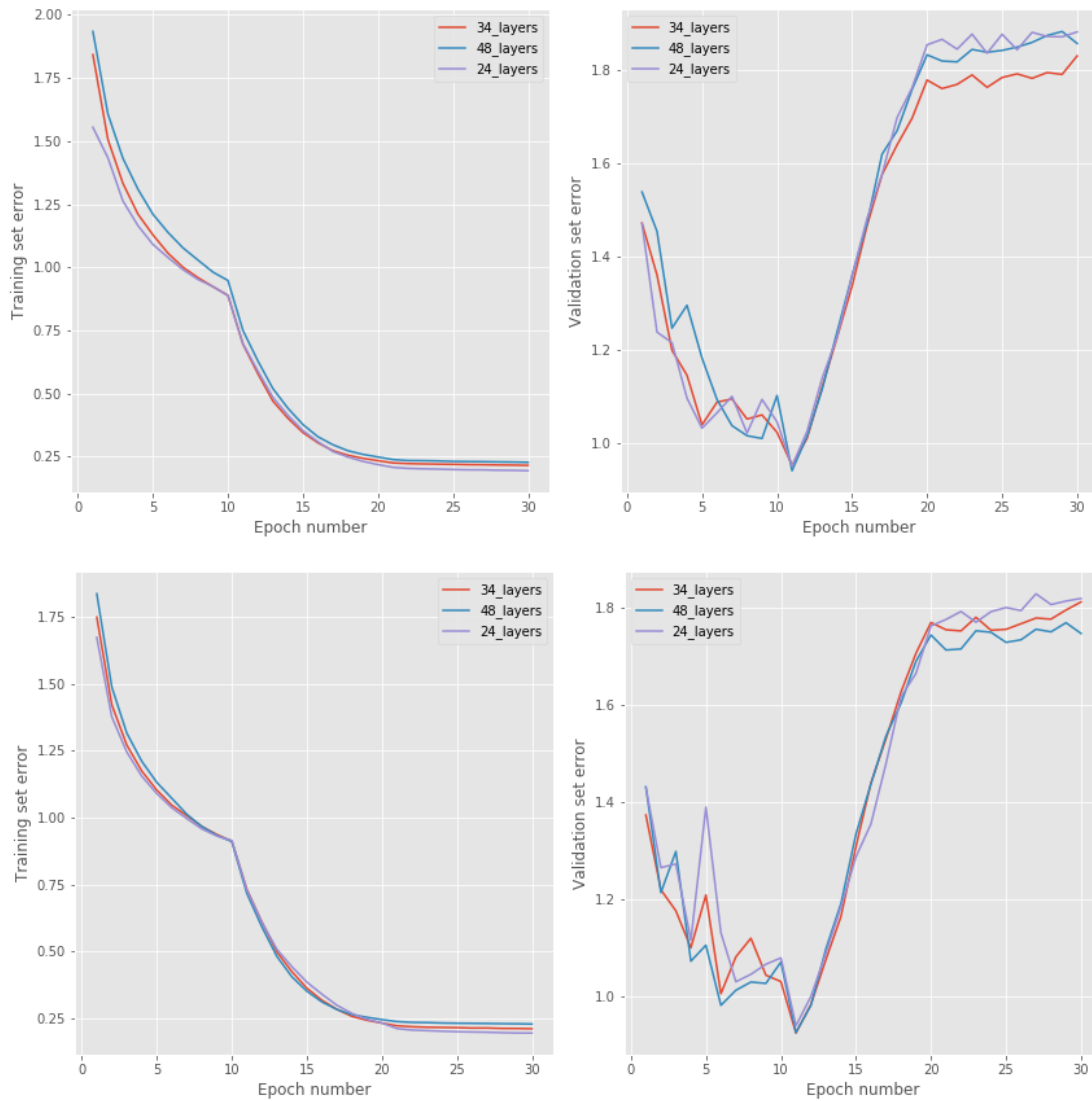 34_layers
48_layers
24_layers
Training set error
2.00
1.75
1.50
1.25
1.00
0.75
0.50
0.25
0 5 10 15 20 25 30
Epoch number
34_layers
48_layers
24_layers
Validation set error
1.8
1.6
1.4
1.2
1.0
0 5 10 15 20 25 30
Epoch number
34_layers
48_layers
24_layers
Training set error
1.75
1.50
1.25
1.00
0.75
0.50
0.25
0 5 10 15 20 25 30
Epoch number
34_layers
48_layers
24_layers
Validation set error
1.8
1.6
1.4
1.2
1.0
0 5 10 15 20 25 30
Epoch number